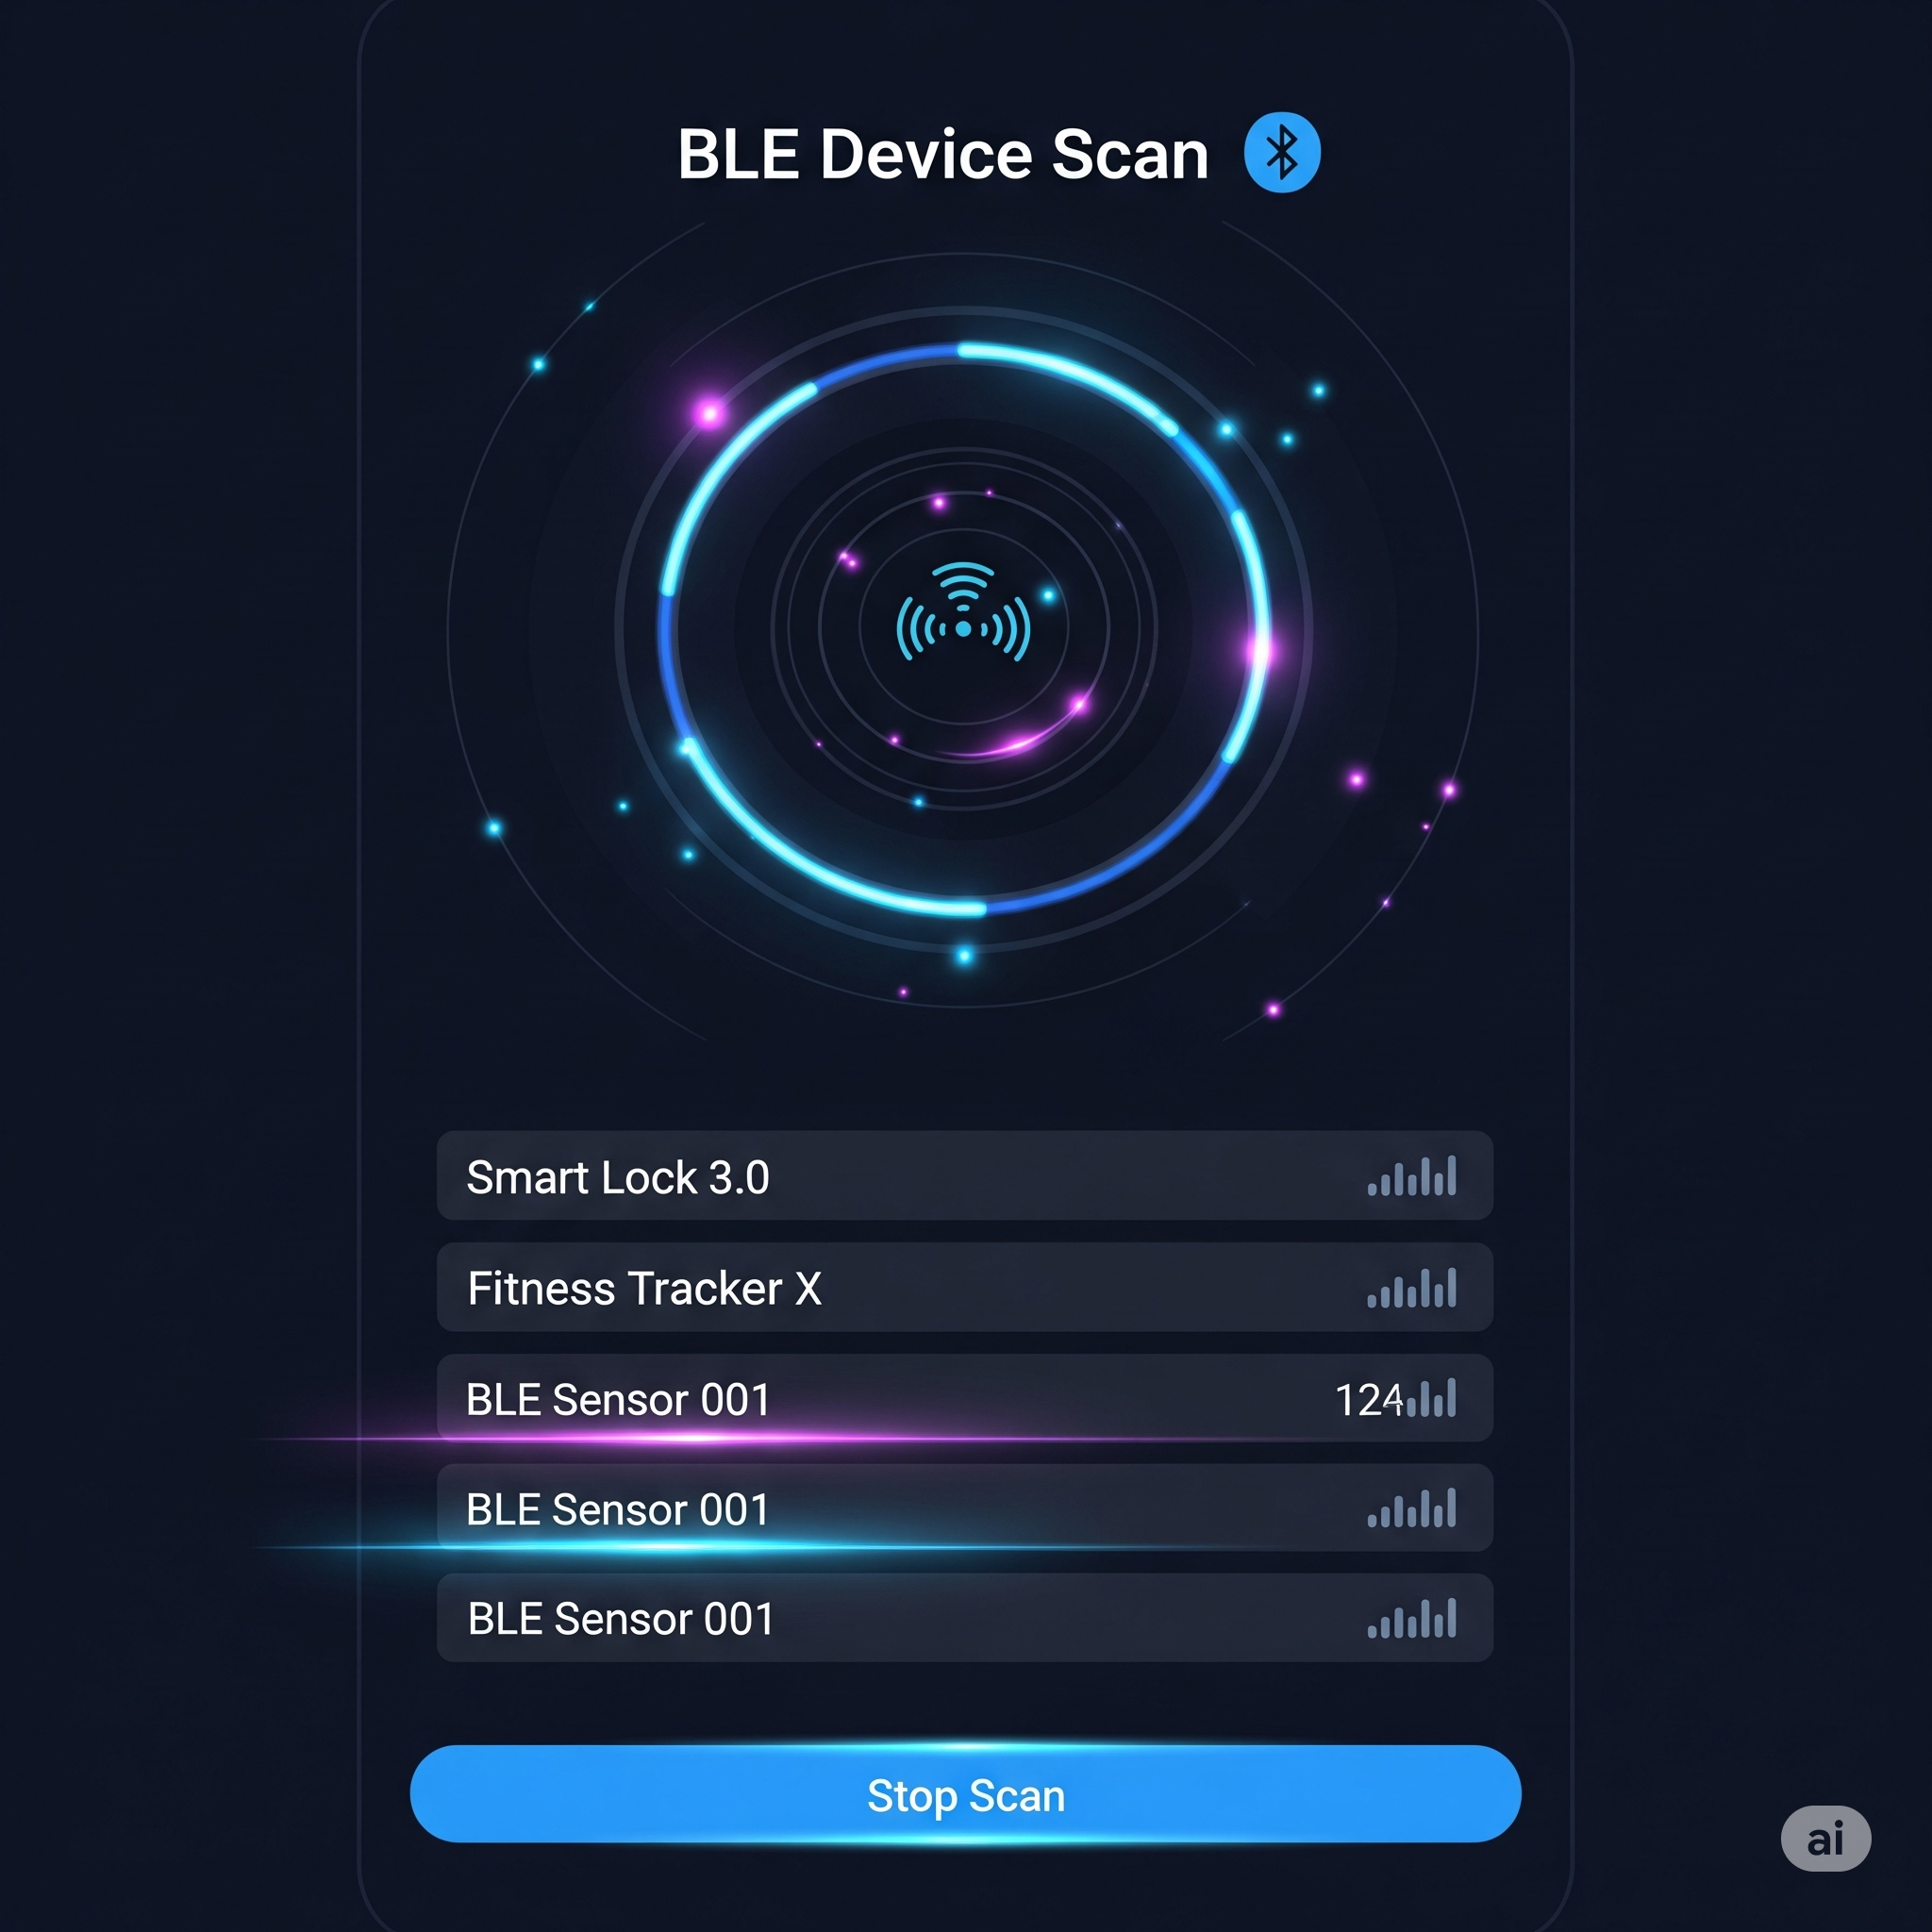 BLE Device Scan
Smart Lock 3.0
Fitness Tracker X
BLE Sensor 001
124
BLE Sensor 001
BLE Sensor 001
Stop Scan
ai